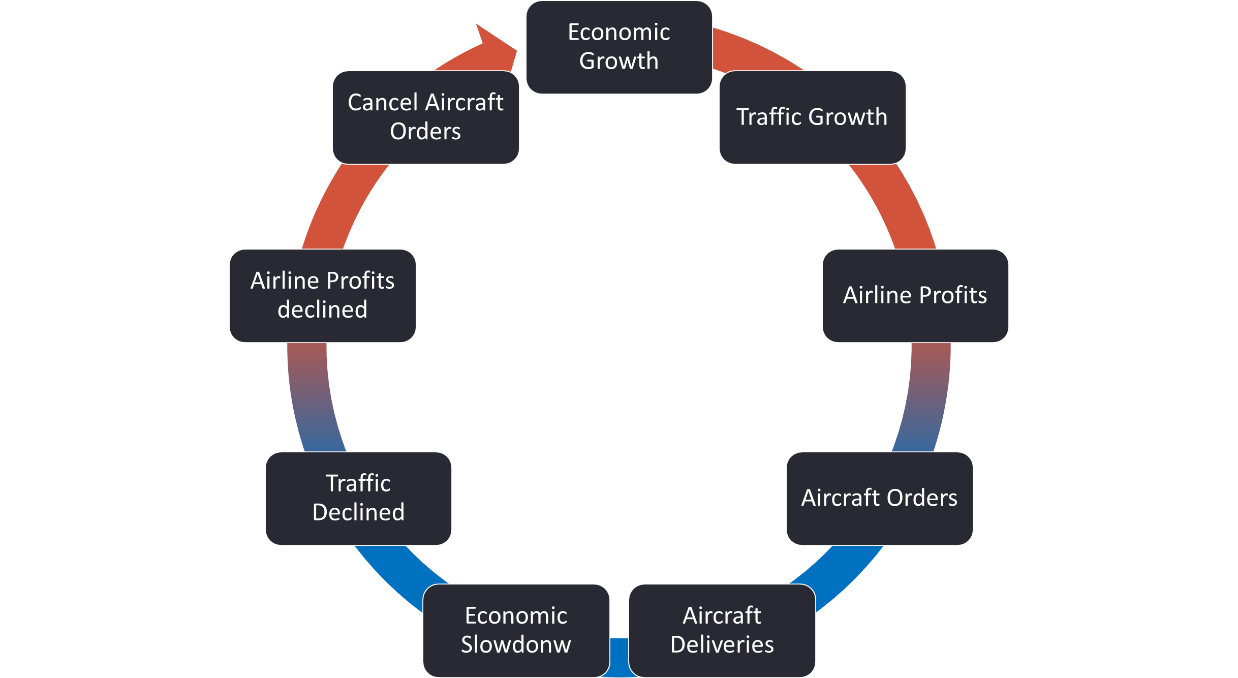 Economic
Growth
Traffic Growth
Airline Profits
Aircraft Orders
Aircraft
Deliveries
Economic
Slowdonw
Traffic
Declined
Airline Profits
declined
Cancel Aircraft
Orders